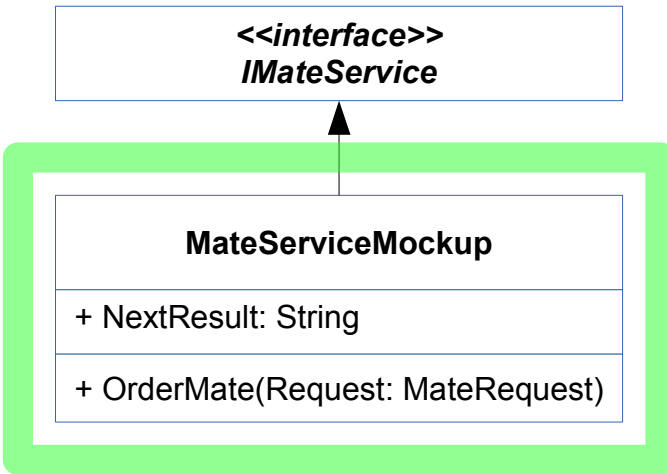 <<interface>>
IMateService
MateServiceMockup
+ NextResult: String
+ OrderMate(Request: MateRequest)